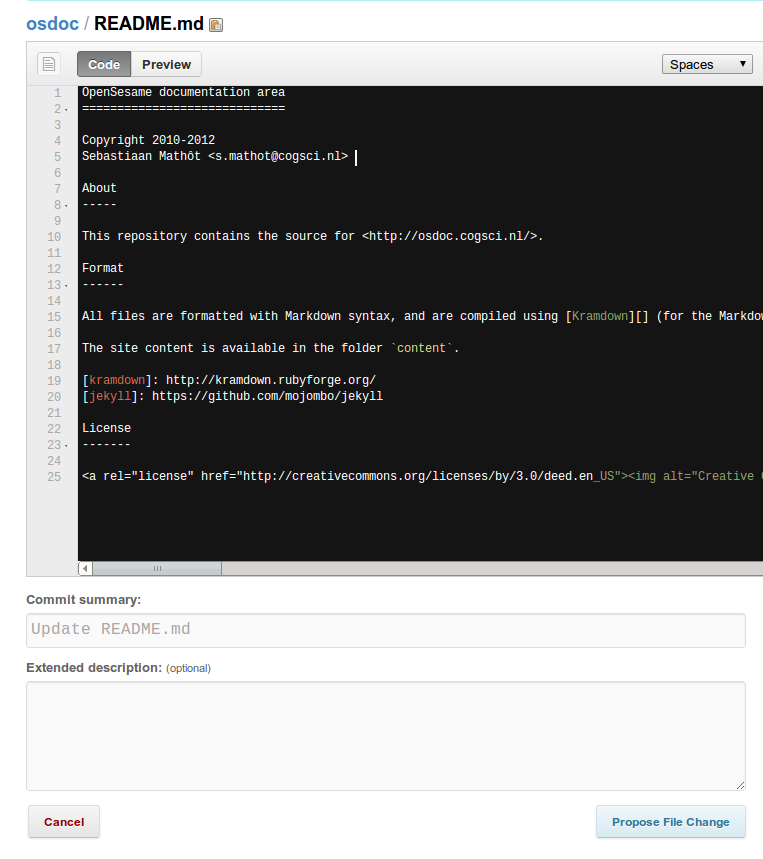 osdoc / README.md
Code Preview Spaces
1 OpenSesame documentation area
2 =============================
3
4 Copyright 2010-2012
5 Sebastiaan Mathôt <s.mathot@cogsci.nl>
6
7 About
8 -----
9
10 This repository contains the source for <http://osdoc.cogsci.nl/>.
11
12 Format
13 ------
14
15 All files are formatted with Markdown syntax, and are compiled using [Kramdown][] (for the Markdow
16
17 The site content is available in the folder `content`.
18
19 [kramdown]: http://kramdown.rubyforge.org/
20 [jekyll]: https://github.com/mojombo/jekyll
21
22 License
23 -------
24
25 <a rel="license" href="http://creativecommons.org/licenses/by/3.0/deed.en_US"><img alt="Creative
Commit summary:
Update README.md
Extended description: (optional)
Cancel Propose File Change